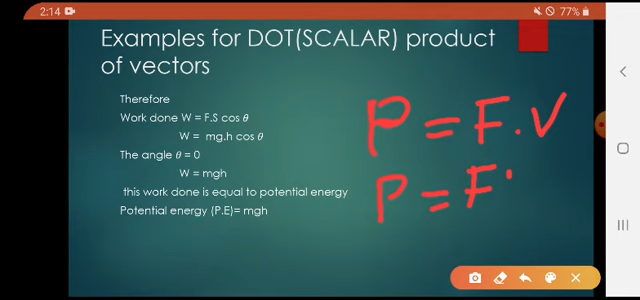 2:14
77%
Examples for DOT(SCALAR) product
of vectors
Therefore
Work done W = F.S cos θ
W = mg.h cos θ
The angle θ = 0
W = mgh
this work done is equal to potential energy
Potential energy (P.E)= mgh
P = F . V
P = F .